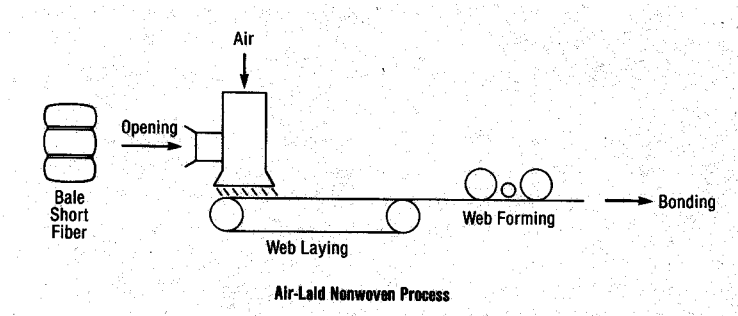 Air
Opening
Bale
Short
Fiber
Web Laying
Web Forming
Bonding
Air-Laid Nonwoven Process